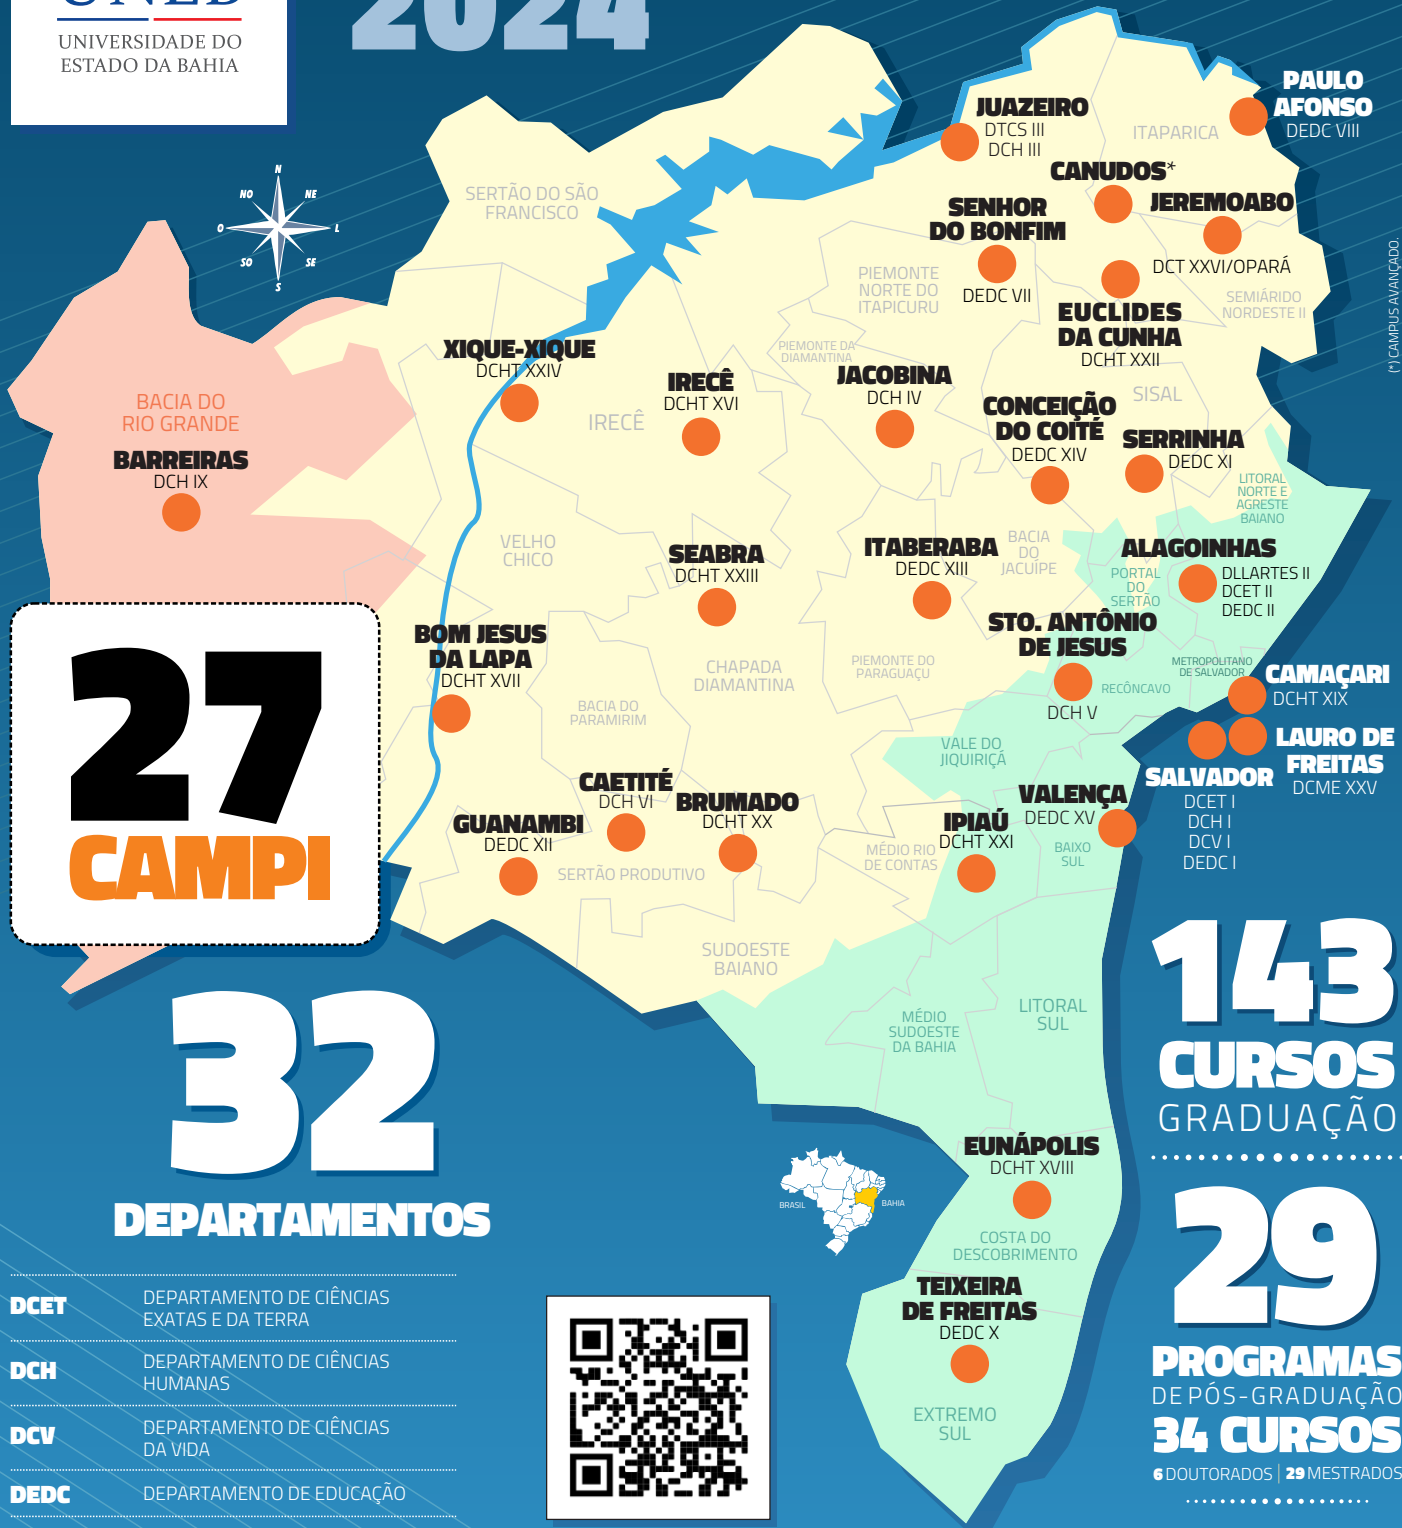 UNEB
UNIVERSIDADE DO
ESTADO DA BAHIA
2024
N
NO
NE
O
L
SO
SE
S
PAULO
AFONSO
DEDC VIII
JUAZEIRO
DTCS III
DCH III
ITAPARICA
CANUDOS*
JEREMOABO
DCT XXVI/OPARÁ
SERTÃO DO SÃO
FRANCISCO
SENHOR
DO BONFIM
DEDC VII
PIEMONTE
NORTE DO
ITAPICURU
SEMIÁRIDO
NORDESTE II
(*) CAMPUS AVANÇADO.
EUCLIDES
DA CUNHA
DCHT XXII
XIQUE-XIQUE
DCHT XXIV
PIEMONTE DA
DIAMANTINA
IRECÊ
DCHT XVI
JACOBINA
DCH IV
IRECÊ
SISAL
BACIA DO
RIO GRANDE
BARREIRAS
DCH IX
CONCEIÇÃO
DO COITÉ
DEDC XIV
SERRINHA
DEDC XI
LITORAL
NORTE E
AGRESTE
BAIANO
VELHO
CHICO
SEABRA
DCHT XXIII
ITABERABA
DEDC XIII
BACIA
DO
JACUÍPE
ALAGOINHAS
DLLARTES II
DCET II
DEDC II
PORTAL
DO
SERTÃO
27
CAMPI
BOM JESUS
DA LAPA
DCHT XVII
STO. ANTÔNIO
DE JESUS
DCH V
CHAPADA
DIAMANTINA
PIEMONTE DO
PARAGUAÇU
METROPOLITANO
DE SALVADOR
RECÔNCAVO
CAMAÇARI
DCHT XIX
BACIA DO
PARAMIRIM
VALE DO
JIQUIRIÇÁ
LAURO DE
FREITAS
DCME XXV
SALVADOR
DCET I
DCH I
DCV I
DEDC I
CAETITÉ
DCH VI
BRUMADO
DCHT XX
GUANAMBI
DEDC XII
SERTÃO PRODUTIVO
IPIAÚ
DCHT XXI
VALENÇA
DEDC XV
MÉDIO RIO
DE CONTAS
BAIXO
SUL
SUDOESTE
BAIANO
MÉDIO
SUDOESTE
DA BAHIA
LITORAL
SUL
143
CURSOS
GRADUAÇÃO
32
DEPARTAMENTOS
BRASIL
BAHIA
EUNÁPOLIS
DCHT XVIII
COSTA DO
DESCOBRIMENTO
TEIXEIRA
DE FREITAS
DEDC X
EXTREMO
SUL
29
PROGRAMAS
DE PÓS-GRADUAÇÃO
34 CURSOS
6 DOUTORADOS | 29 MESTRADOS
DCET DEPARTAMENTO DE CIÊNCIAS
EXATAS E DA TERRA
DCH DEPARTAMENTO DE CIÊNCIAS
HUMANAS
DCV DEPARTAMENTO DE CIÊNCIAS
DA VIDA
DEDC DEPARTAMENTO DE EDUCAÇÃO